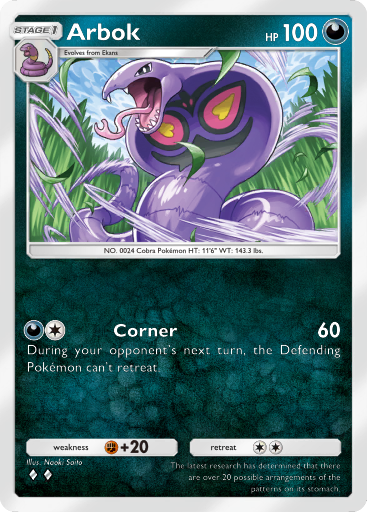 STAGE 1
Arbok
HP 100
Evolves from Ekans
NO. 0024 Cobra Pokémon HT: 11'6" WT: 143.3 lbs.
Corner 60
During your opponent's next turn, the Defending
Pokémon can't retreat.
weakness +20 retreat
Illus. Naoki Saito
The latest research has determined that there
are over 20 possible arrangements of the
patterns on its stomach.